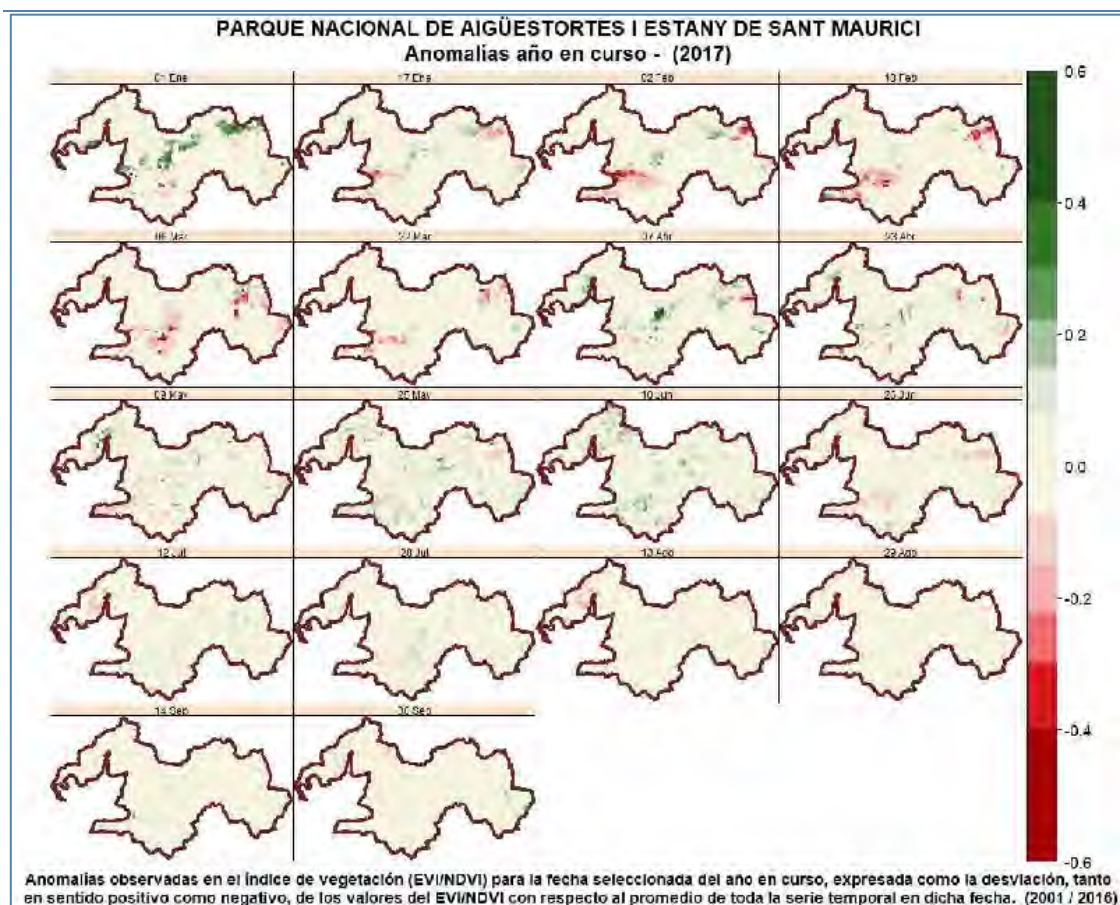 PARQUE NACIONAL DE AIGÜESTORTES I ESTANY DE SANT MAURICI
Anomalías año en curso - (2017)
01 Ene 17 Ene 02 Feb 18 Feb
06 Mar 22 Mar 07 Abr 23 Abr
09 May 25 May 10 Jun 26 Jun
12 Jul 28 Jul 13 Ago 29 Ago
14 Sep 30 Sep
0.6
0.4
0.2
0.0
-0.2
-0.4
-0.6
Anomalías observadas en el Índice de vegetación (EVI/NDVI) para la fecha seleccionada del año en curso, expresada como la desviación, tanto
en sentido positivo como negativo, de los valores del EVI/NDVI con respecto al promedio de toda la serie temporal en dicha fecha. (2001 / 2016)